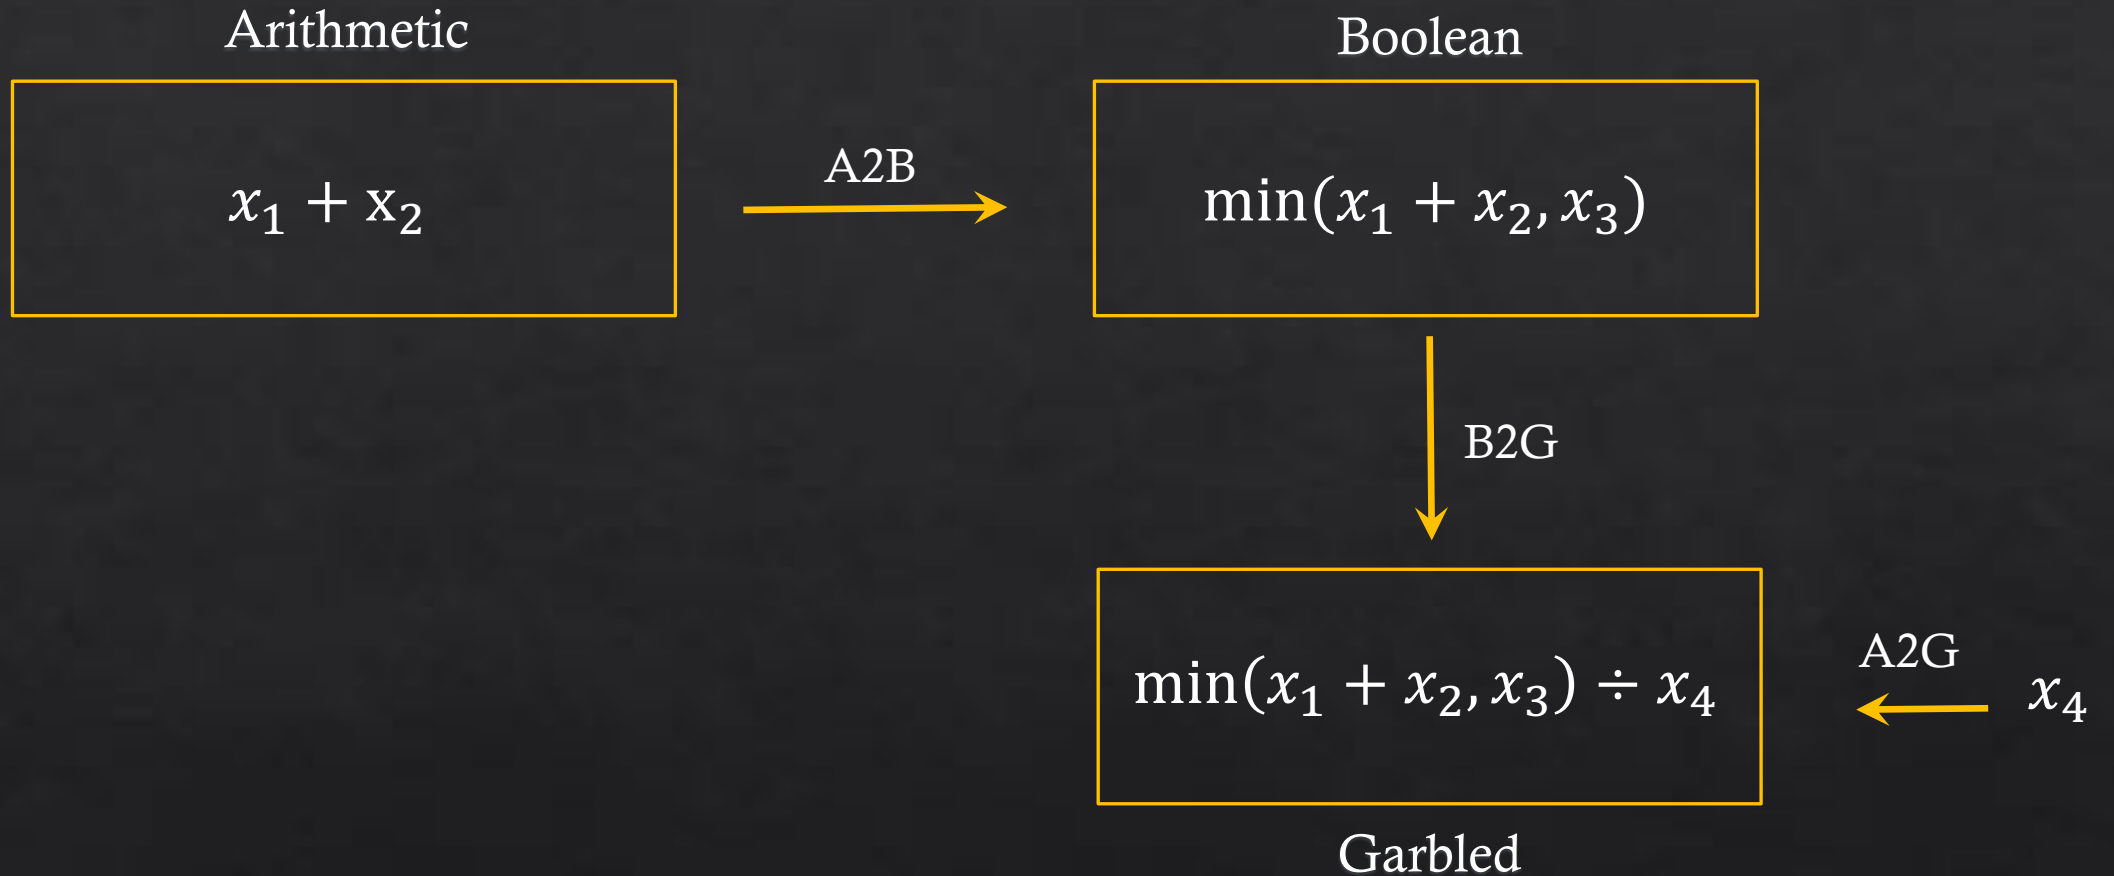 Arithmetic
x₁ + x₂
A2B
Boolean
min(x₁ + x₂, x₃)
B2G
min(x₁ + x₂, x₃) ÷ x₄
Garbled
A2G
x₄